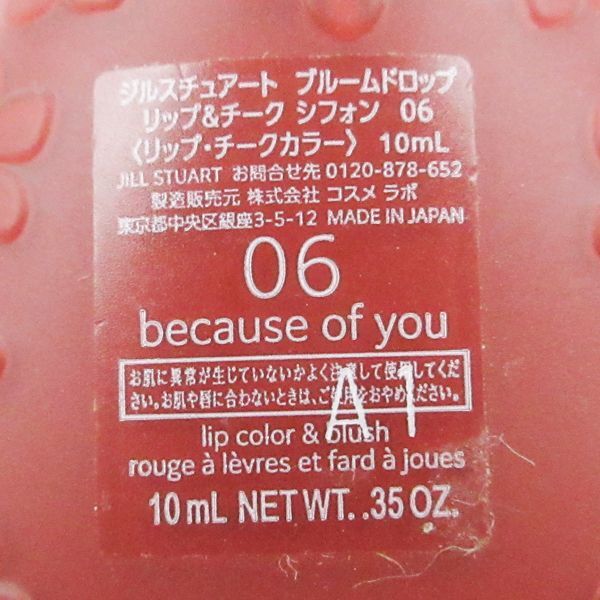 ジルスチュアート ブルームドロップ
リップ&チーク シフォン 06
〈リップ・チークカラー〉 10mL
JILL STUART お問合せ先 0120-878-652
製造販売元 株式会社 コスメ ラボ
東京都中央区銀座3-5-12 MADE IN JAPAN
06
because of you
お肌に異常が生じていないかよく注意して使用してくだ
さい。お肌や唇に合わないときは、ご使用をおやめください。
A1
lip color & blush
rouge à lèvres et fard à joues
10 mL NET WT. .35 OZ.